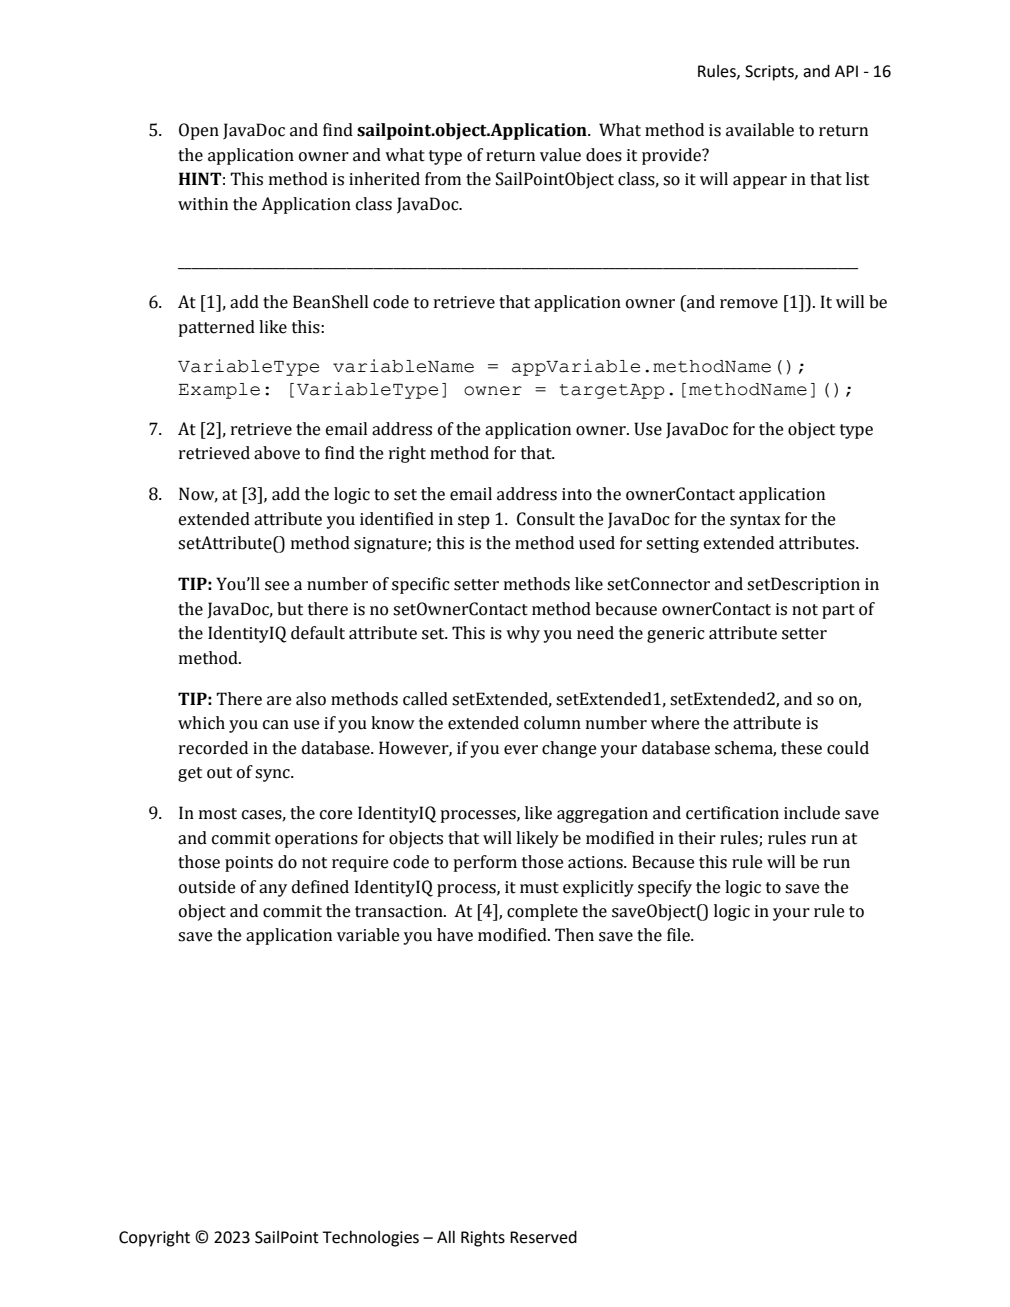 Rules, Scripts, and API - 16
5. Open JavaDoc and find sailpoint.object.Application.  What method is available to return
the application owner and what type of return value does it provide?
HINT: This method is inherited from the SailPointObject class, so it will appear in that list
within the Application class JavaDoc.
______________________________________________________________________________________
6. At [1], add the BeanShell code to retrieve that application owner (and remove [1]). It will be
patterned like this:
VariableType variableName = appVariable.methodName();
Example: [VariableType] owner = targetApp.[methodName]();
7. At [2], retrieve the email address of the application owner. Use JavaDoc for the object type
retrieved above to find the right method for that.
8. Now, at [3], add the logic to set the email address into the ownerContact application
extended attribute you identified in step 1.  Consult the JavaDoc for the syntax for the
setAttribute() method signature; this is the method used for setting extended attributes.
TIP: You’ll see a number of specific setter methods like setConnector and setDescription in
the JavaDoc, but there is no setOwnerContact method because ownerContact is not part of
the IdentityIQ default attribute set. This is why you need the generic attribute setter
method.
TIP: There are also methods called setExtended, setExtended1, setExtended2, and so on,
which you can use if you know the extended column number where the attribute is
recorded in the database. However, if you ever change your database schema, these could
get out of sync.
9. In most cases, the core IdentityIQ processes, like aggregation and certification include save
and commit operations for objects that will likely be modified in their rules; rules run at
those points do not require code to perform those actions. Because this rule will be run
outside of any defined IdentityIQ process, it must explicitly specify the logic to save the
object and commit the transaction.  At [4], complete the saveObject() logic in your rule to
save the application variable you have modified. Then save the file.
Copyright © 2023 SailPoint Technologies – All Rights Reserved